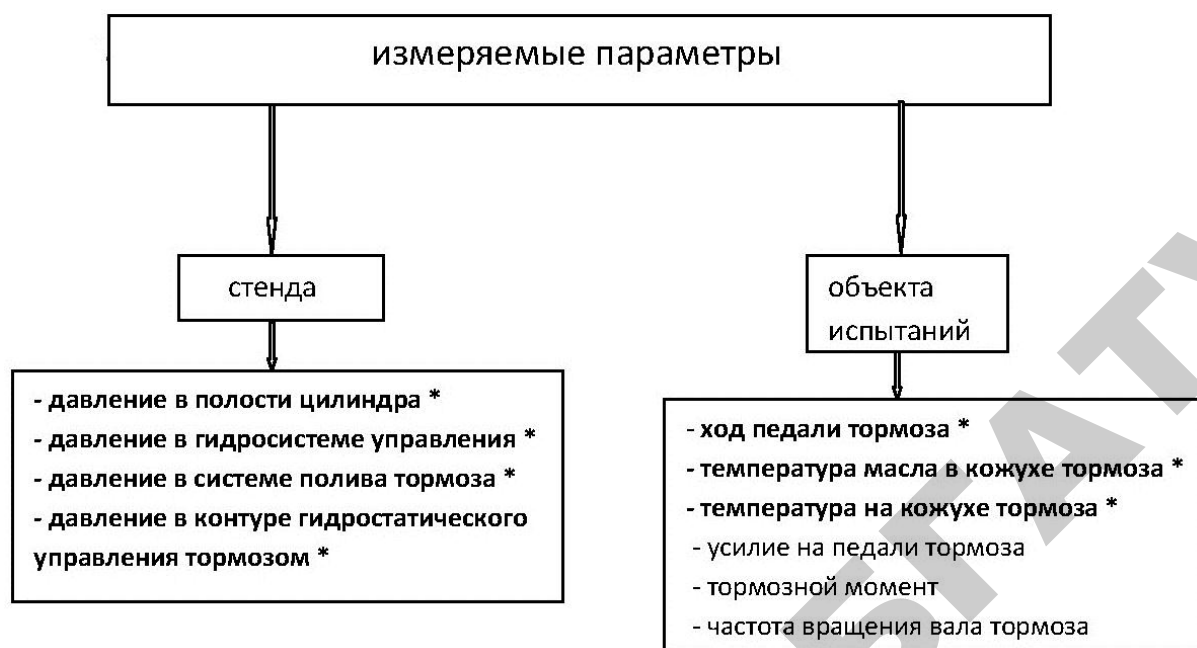 измеряемые параметры
стенда
- давление в полости цилиндра *
- давление в гидросистеме управления *
- давление в системе полива тормоза *
- давление в контуре гидростатического
управления тормозом *
объекта
испытаний
- ход педали тормоза *
- температура масла в кожухе тормоза *
- температура на кожухе тормоза *
- усилие на педали тормоза
- тормозной момент
- частота вращения вала тормоза
БГАТУ